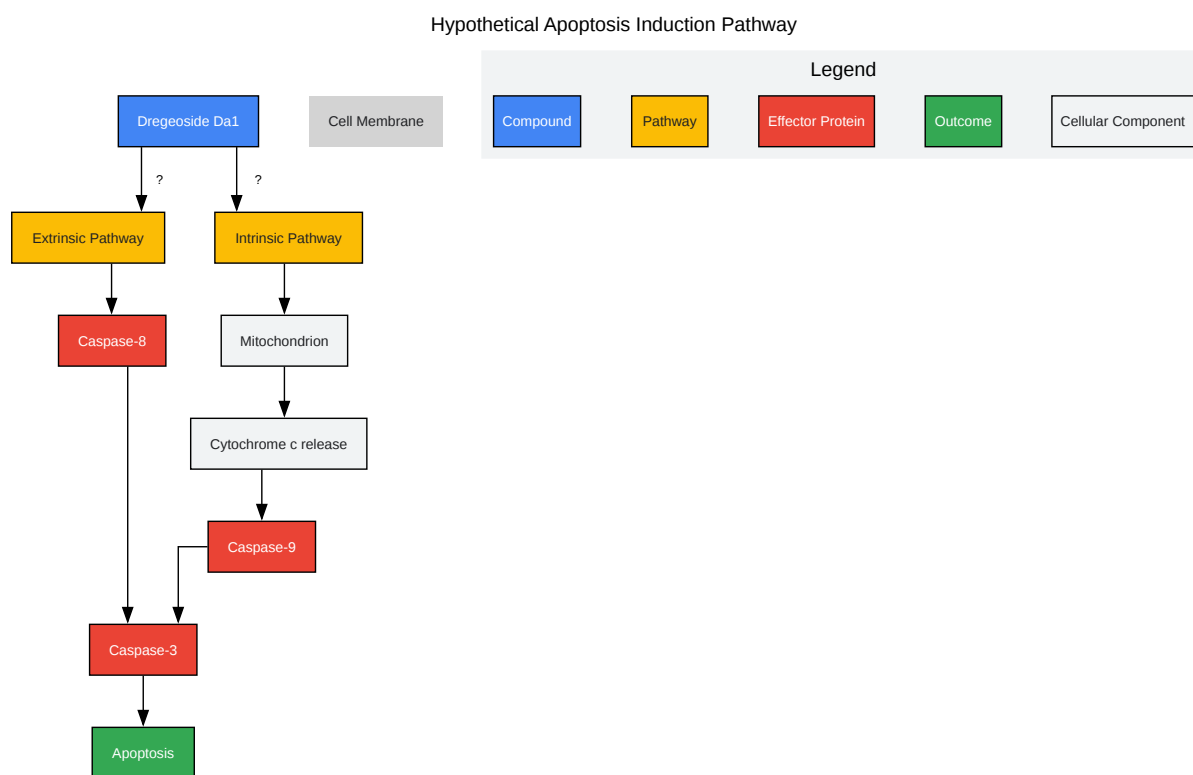 Hypothetical Apoptosis Induction Pathway
Legend
Dregeoside Da1
Cell Membrane
Compound
Pathway
Effector Protein
Outcome
Cellular Component
?
?
Extrinsic Pathway
Intrinsic Pathway
Caspase-8
Mitochondrion
Cytochrome c release
Caspase-9
Caspase-3
Apoptosis